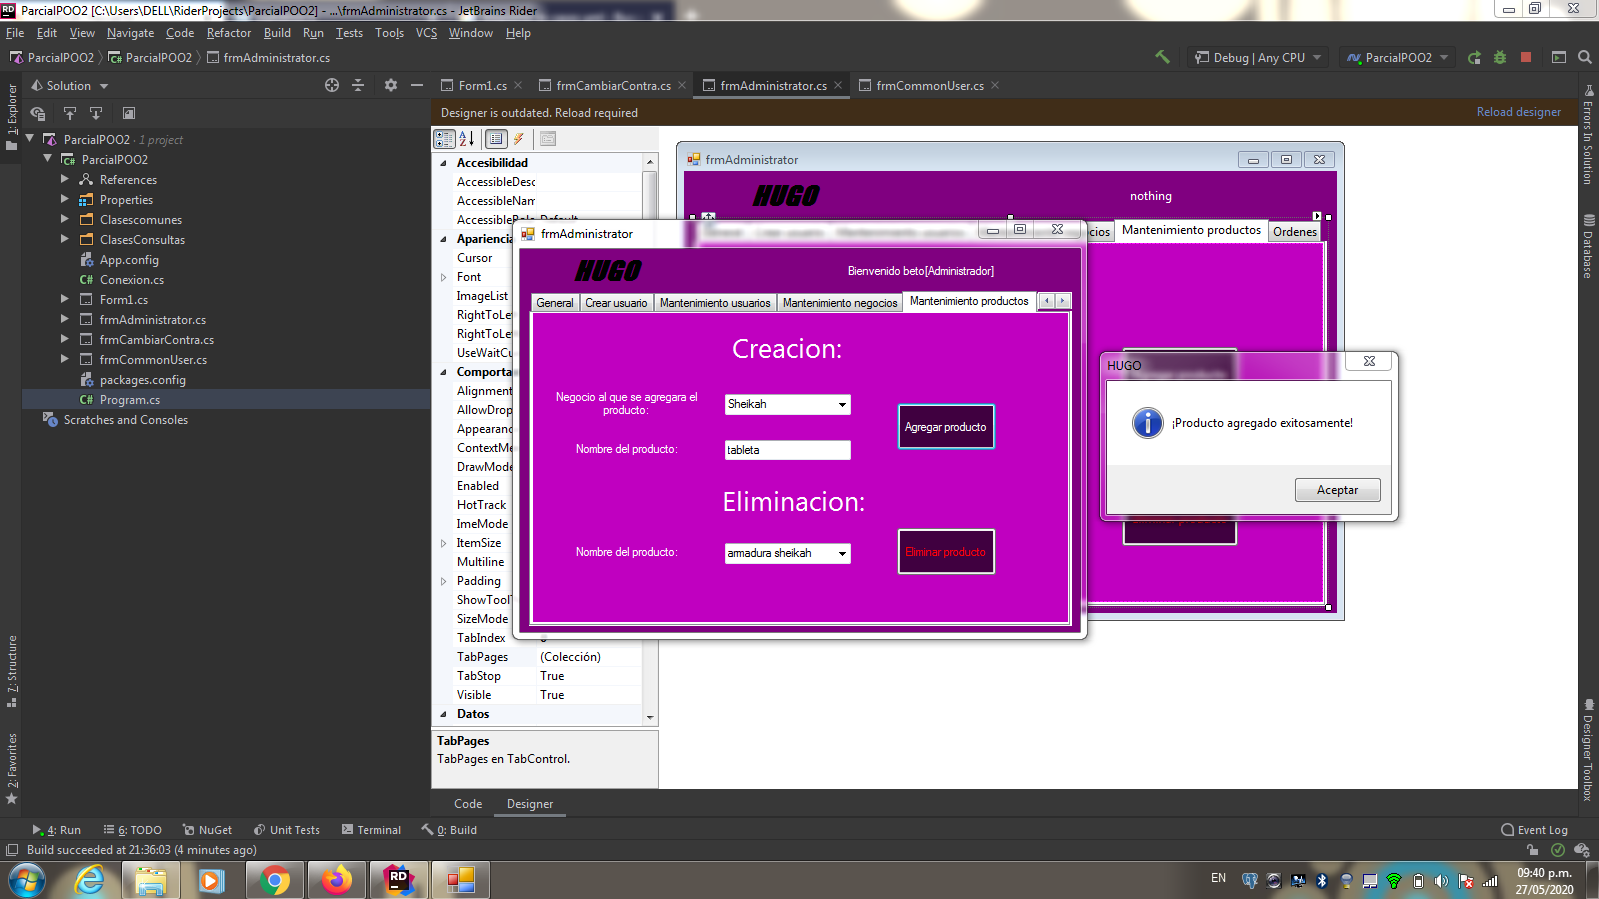 ParcialPOO2 [C:\Users\DELL\RiderProjects\ParcialPOO2] - ...\frmAdministrator.cs - JetBrains Rider
File Edit View Navigate Code Refactor Build Run Tests Tools VCS Window Help
ParcialPOO2 ParcialPOO2 frmAdministrator.cs
Debug | Any CPU ParcialPOO2
Solution
Form1.cs frmCambiarContra.cs frmAdministrator.cs frmCommonUser.cs
Designer is outdated. Reload required Reload designer
1: Explorer
7: Structure
2: Favorites
Errors In Solution
Database
Designer Toolbox
ParcialPOO2 · 1 project
ParcialPOO2
References
Properties
Clasescomunes
ClasesConsultas
App.config
Conexion.cs
Form1.cs
frmAdministrator.cs
frmCambiarContra.cs
frmCommonUser.cs
packages.config
Program.cs
Scratches and Consoles
Accesibilidad
AccessibleDesc
AccessibleNam
Apariencia
Cursor
Font
ImageList
RightToLe
RightToLe
UseWaitCu
Comporta
Alignment
AllowDrop
Appearanc
ContextMe
DrawMode
Enabled
HotTrack
ImeMode
ItemSize
Multiline
Padding
ShowToolT
SizeMode
TabIndex
TabPages (Colección)
TabStop True
Visible True
Datos
TabPages
TabPages en TabControl.
frmAdministrator
HUGO nothing
cios Mantenimiento productos Ordenes
frmAdministrator
HUGO Bienvenido beto[Administrador]
General Crear usuario Mantenimiento usuarios Mantenimiento negocios Mantenimiento productos
Creacion:
Negocio al que se agregara el
producto:
Sheikah
Agregar producto
Nombre del producto: tableta
Eliminacion:
Nombre del producto: armadura sheikah Eliminar producto
HUGO
¡Producto agregado exitosamente!
Aceptar
Code Designer
4: Run 6: TODO NuGet Unit Tests Terminal 0: Build Event Log
Build succeeded at 21:36:03 (4 minutes ago)
EN
09:40 p.m.
27/05/2020